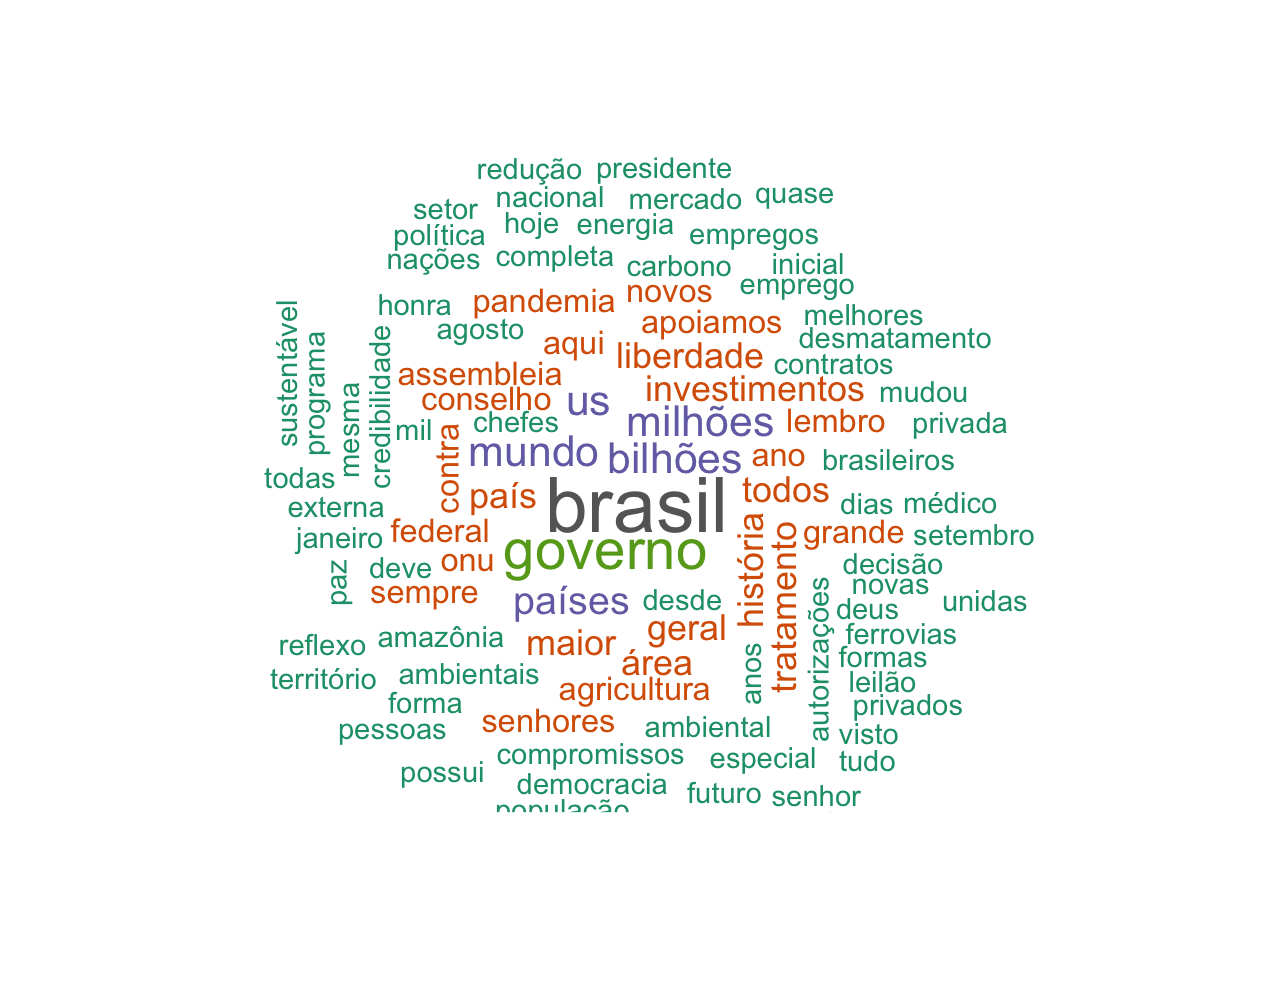 redução presidente
nacional mercado quase
setor hoje energia empregos
política
nações completa carbono inicial
emprego
honra pandemia novos
agosto apoiamos melhores
aqui desmatamento
liberdade contratos
assembleia
conselho us investimentos mudou
mil chefes milhões lembro privada
sustentável
programa
mesma
credibilidade
contra
mundo bilhões ano brasileiros
todas
externa país brasil todos dias médico
janeiro federal grande setembro
onu governo
história
tratamento
paz deve decisão
sempre países desde novas
deus unidas
autorizações
reflexo amazônia maior geral ferrovias
área anos formas
território ambientais agricultura leilão
forma privados
pessoas senhores ambiental visto
compromissos especial tudo
possui democracia futuro senhor
população